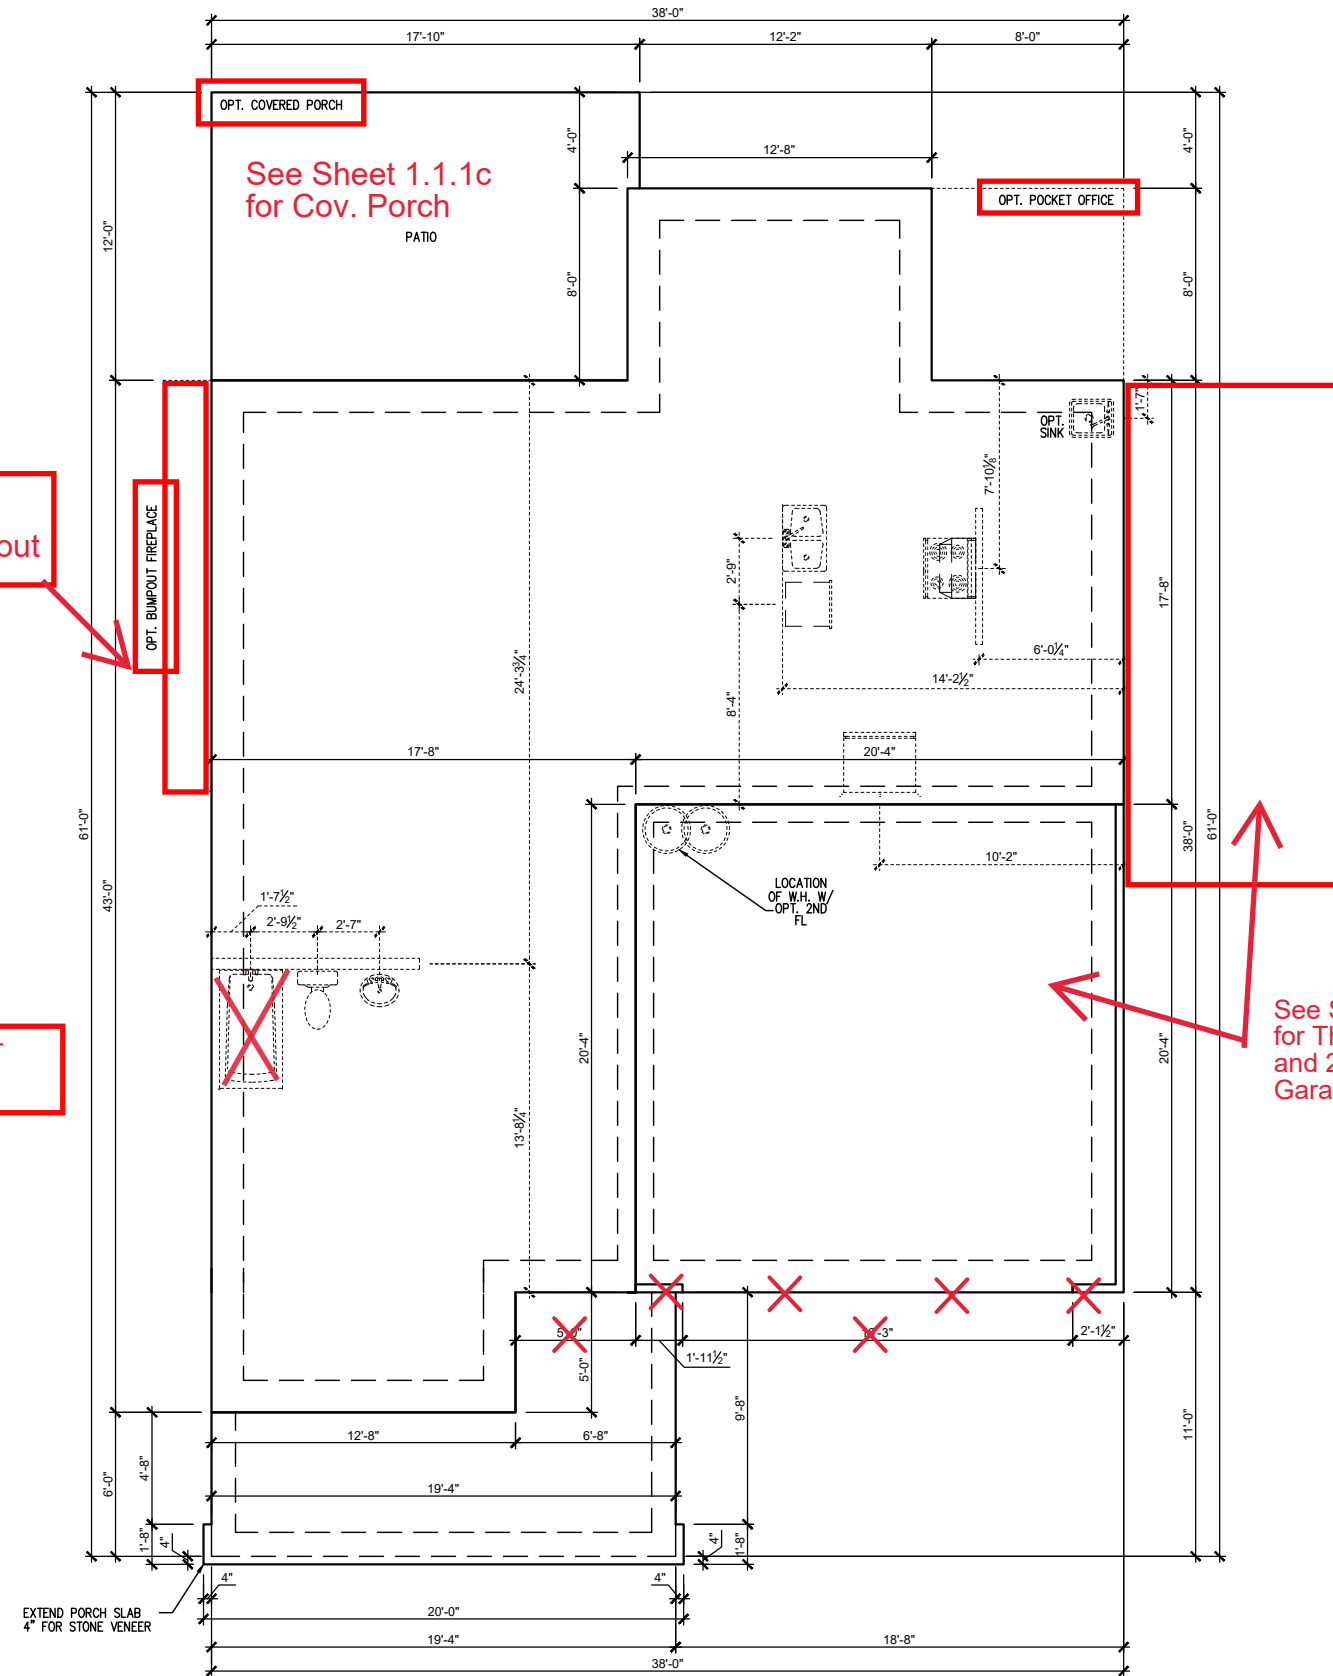 38'-0"
17'-10"
12'-2"
8'-0"
OPT. COVERED PORCH
See Sheet 1.1.1c
for Cov. Porch
PATIO
4'-0"
12'-8"
4'-0"
OPT. POCKET OFFICE
12'-0"
8'-0"
8'-0"
1'-7"
OPT.
SINK
7'-10⅛"
out
OPT. BUMPOUT FIREPLACE
2'-9"
17'-8"
24'-3¾"
6'-0¼"
14'-2½"
8'-4"
17'-8"
20'-4"
61'-0"
38'-0"
61'-0"
43'-0"
10'-2"
LOCATION
OF W.H. W/
OPT. 2ND
FL
1'-7½"
2'-9½"
2'-7"
20'-4"
20'-4"
13'-8¼"
See S
for Th
and 2
Gara
5'-0"
-3"
2'-1½"
1'-11½"
5'-0"
9'-8"
11'-0"
12'-8"
6'-8"
4'-8"
6'-0"
19'-4"
1'-8"
4"
4"
1'-8"
4"
4"
EXTEND PORCH SLAB
4" FOR STONE VENEER
20'-0"
19'-4"
18'-8"
38'-0"